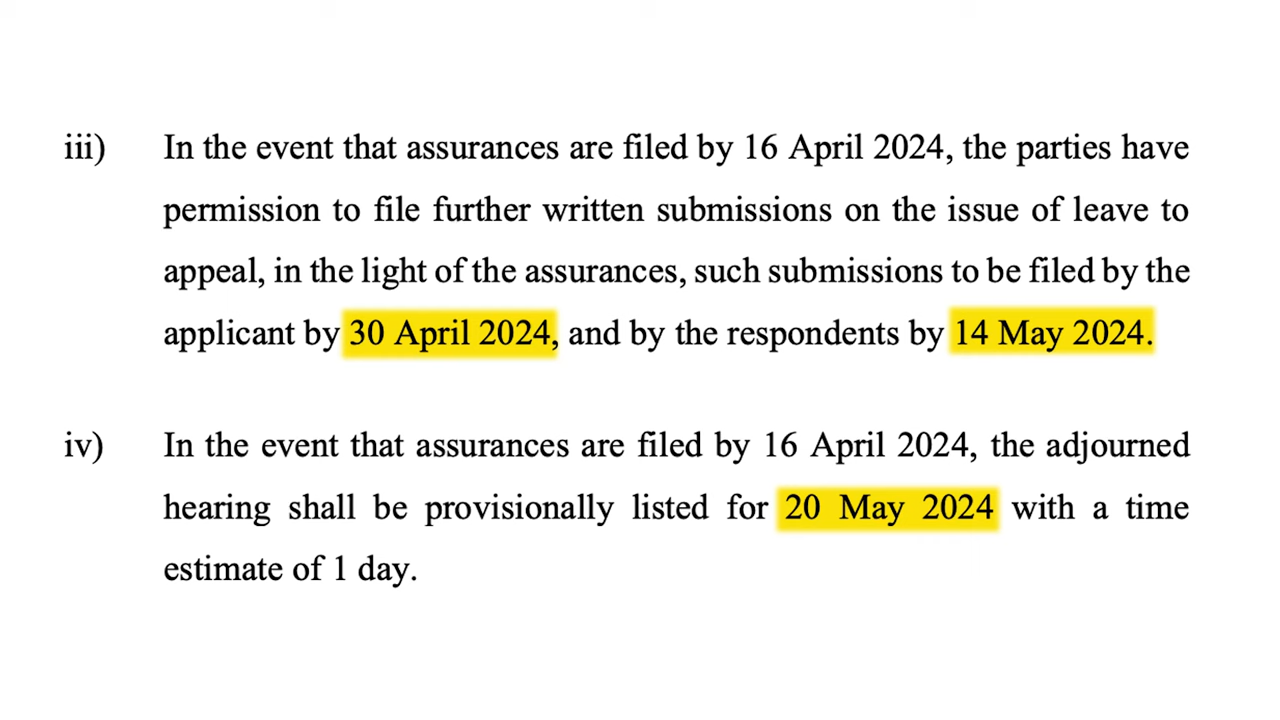 iii) In the event that assurances are filed by 16 April 2024, the parties have
permission to file further written submissions on the issue of leave to
appeal, in the light of the assurances, such submissions to be filed by the
applicant by 30 April 2024, and by the respondents by 14 May 2024.
iv) In the event that assurances are filed by 16 April 2024, the adjourned
hearing shall be provisionally listed for 20 May 2024 with a time
estimate of 1 day.